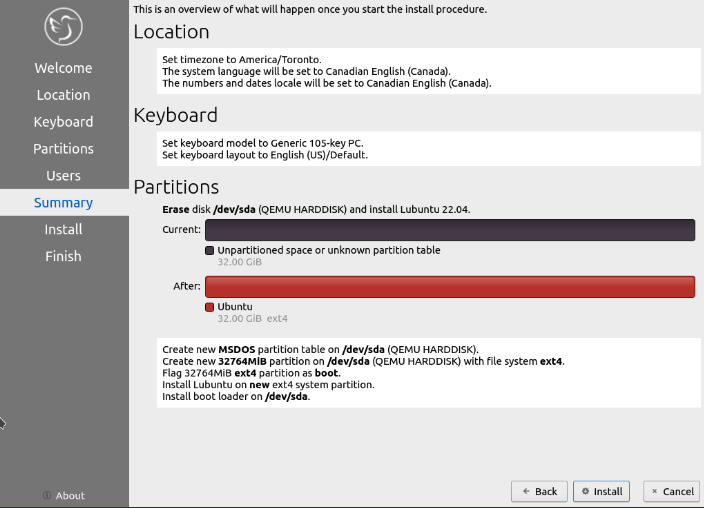 This is an overview of what will happen once you start the install procedure.
Welcome
Location
Keyboard
Partitions
Users
Summary
Install
Finish
About
Location
Set timezone to America/Toronto.
The system language will be set to Canadian English (Canada).
The numbers and dates locale will be set to Canadian English (Canada).
Keyboard
Set keyboard model to Generic 105-key PC.
Set keyboard layout to English (US)/Default.
Partitions
Erase disk /dev/sda (QEMU HARDDISK) and install Lubuntu 22.04.
Current:
Unpartitioned space or unknown partition table
32.00 GiB
After:
Ubuntu
32.00 GiB ext4
Create new MSDOS partition table on /dev/sda (QEMU HARDDISK).
Create new 32764MiB partition on /dev/sda (QEMU HARDDISK) with file system ext4.
Flag 32764MiB ext4 partition as boot.
Install Lubuntu on new ext4 system partition.
Install boot loader on /dev/sda.
Back
Install
Cancel